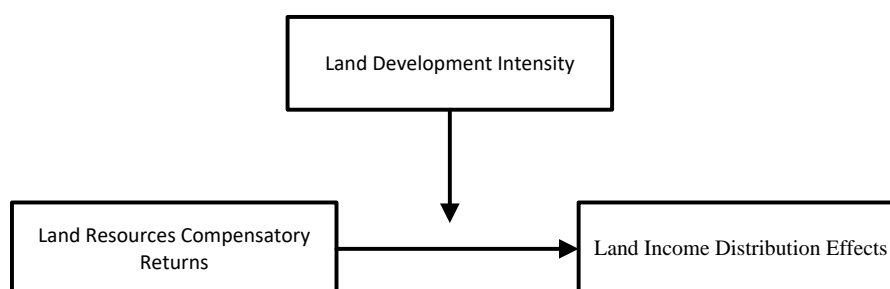 Land Development Intensity
Land Resources Compensatory
Returns
Land Income Distribution Effects